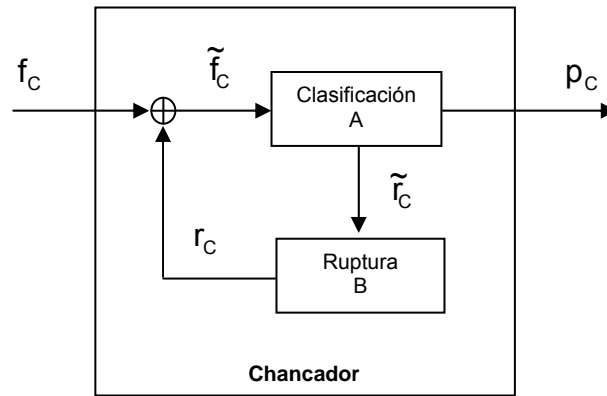 f_C
f̃_C
Clasificación
A
p_C
r̃_C
r_C
Ruptura
B
Chancador